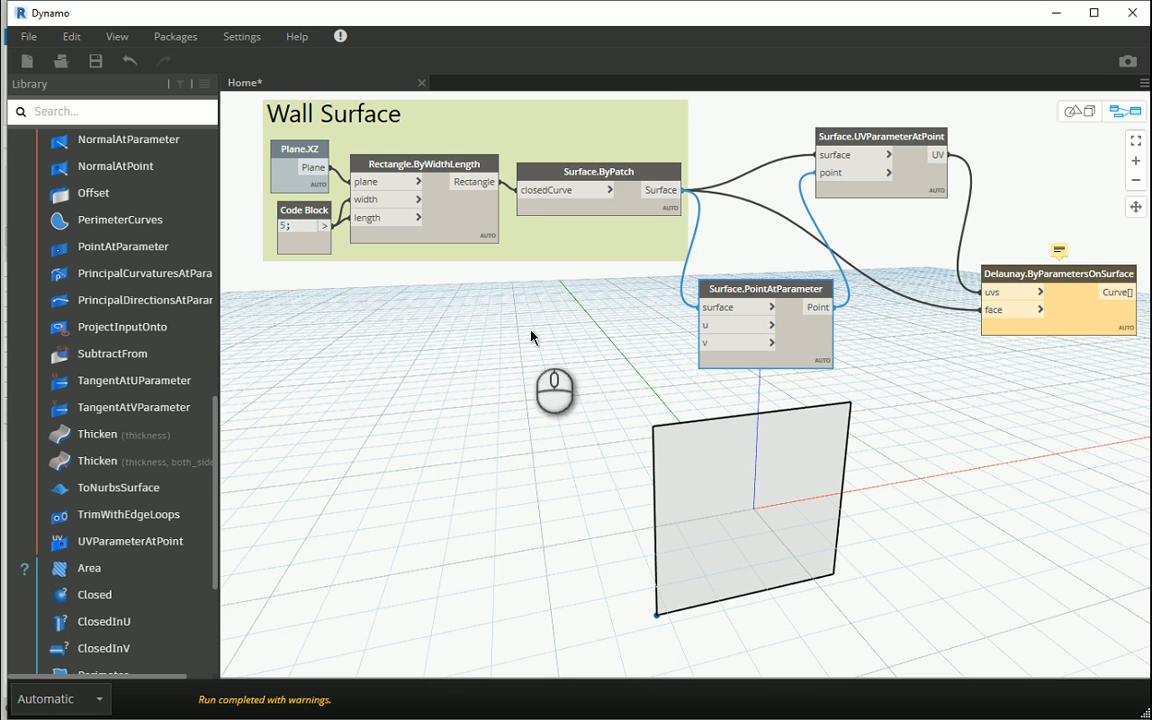 Dynamo
File Edit View Packages Settings Help
Library
Home*
Search...
NormalAtParameter
NormalAtPoint
Offset
PerimeterCurves
PointAtParameter
PrincipalCurvaturesAtPara
PrincipalDirectionsAtParar
ProjectInputOnto
SubtractFrom
TangentAtUParameter
TangentAtVParameter
Thicken (thickness)
Thicken (thickness, both_side
ToNurbsSurface
TrimWithEdgeLoops
UVParameterAtPoint
Area
Closed
ClosedInU
ClosedInV
Wall Surface
Plane.XZ
Plane >
AUTO
Code Block
5; >
Rectangle.ByWidthLength
plane > Rectangle
width >
length >
AUTO
Surface.ByPatch
closedCurve > Surface
AUTO
Surface.UVParameterAtPoint
surface > UV
point >
AUTO
Surface.PointAtParameter
surface > Point
u >
v >
AUTO
Delaunay.ByParametersOnSurface
uvs > Curve[]
face >
AUTO
Automatic
Run completed with warnings.